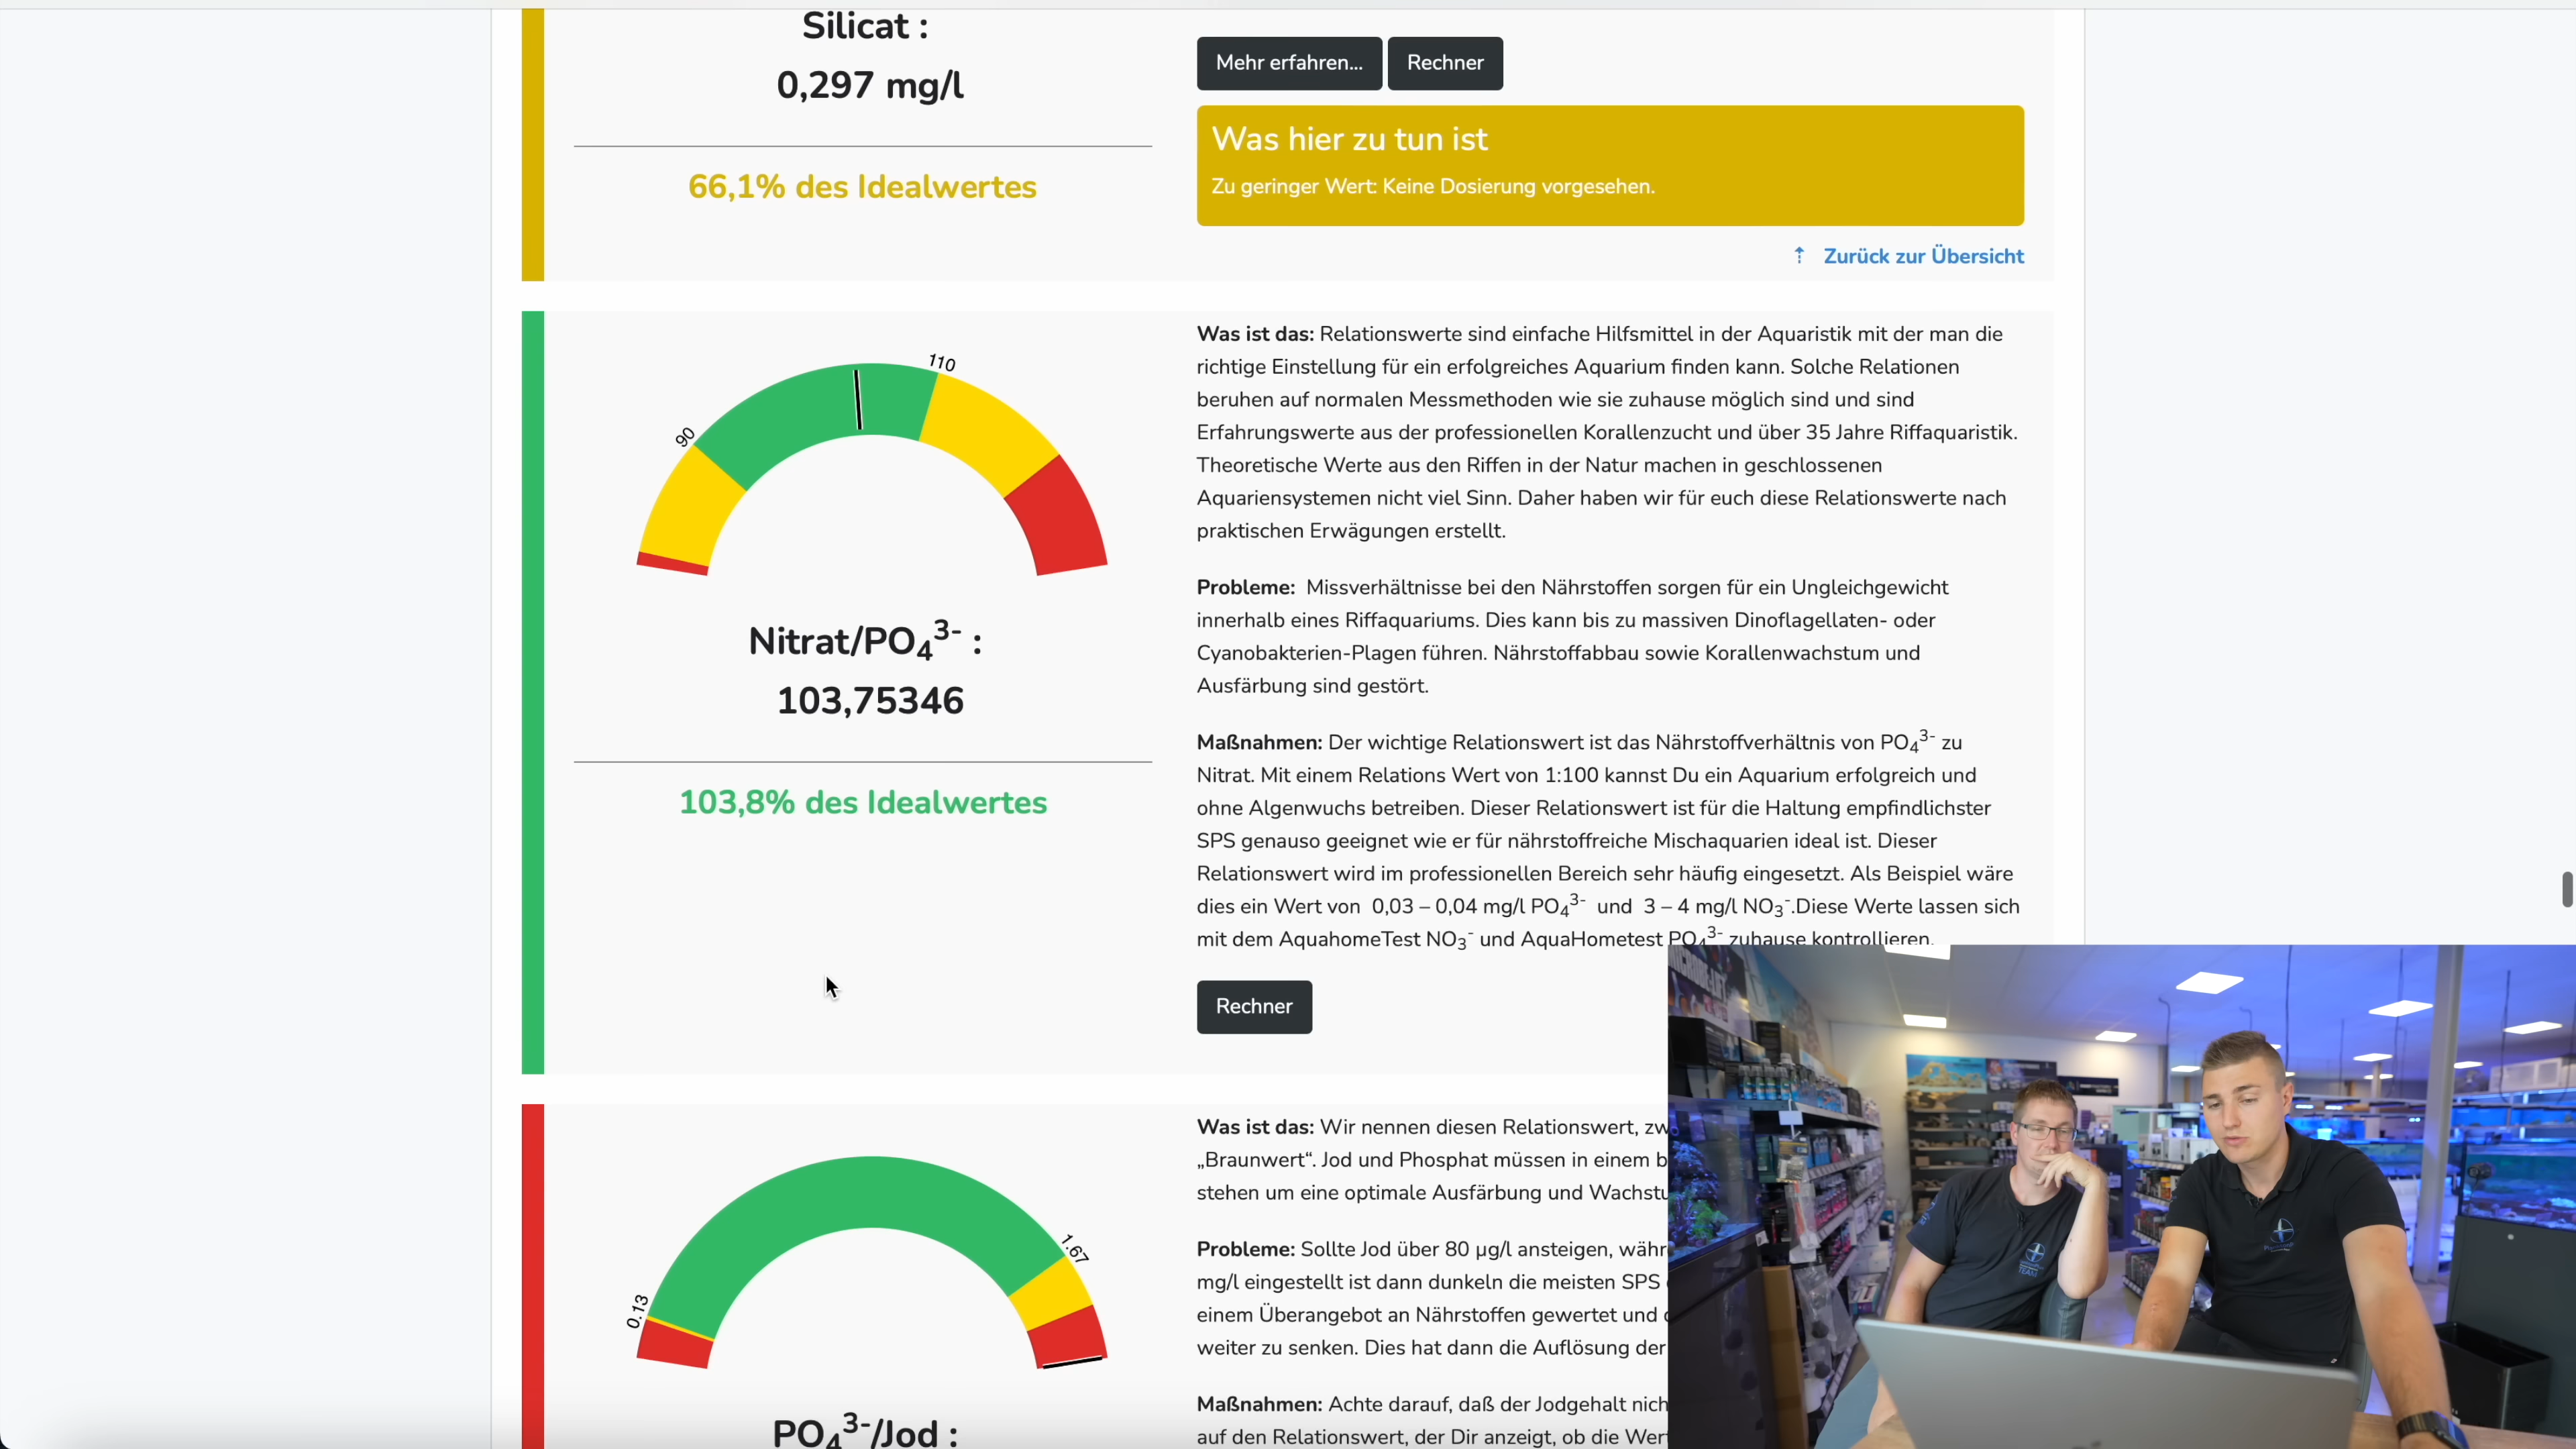 Silicat :
0,297 mg/l
66,1% des Idealwertes
Mehr erfahren... Rechner
Was hier zu tun ist
Zu geringer Wert: Keine Dosierung vorgesehen.
⇡ Zurück zur Übersicht
90
110
Nitrat/PO₄³⁻ :
103,75346
103,8% des Idealwertes
Was ist das: Relationswerte sind einfache Hilfsmittel in der Aquaristik mit der man die
richtige Einstellung für ein erfolgreiches Aquarium finden kann. Solche Relationen
beruhen auf normalen Messmethoden wie sie zuhause möglich sind und sind
Erfahrungswerte aus der professionellen Korallenzucht und über 35 Jahre Riffaquaristik.
Theoretische Werte aus den Riffen in der Natur machen in geschlossenen
Aquariensystemen nicht viel Sinn. Daher haben wir für euch diese Relationswerte nach
praktischen Erwägungen erstellt.
Probleme: Missverhältnisse bei den Nährstoffen sorgen für ein Ungleichgewicht
innerhalb eines Riffaquariums. Dies kann bis zu massiven Dinoflagellaten- oder
Cyanobakterien-Plagen führen. Nährstoffabbau sowie Korallenwachstum und
Ausfärbung sind gestört.
Maßnahmen: Der wichtige Relationswert ist das Nährstoffverhältnis von PO₄³⁻ zu
Nitrat. Mit einem Relations Wert von 1:100 kannst Du ein Aquarium erfolgreich und
ohne Algenwuchs betreiben. Dieser Relationswert ist für die Haltung empfindlichster
SPS genauso geeignet wie er für nährstoffreiche Mischaquarien ideal ist. Dieser
Relationswert wird im professionellen Bereich sehr häufig eingesetzt. Als Beispiel wäre
dies ein Wert von 0,03 – 0,04 mg/l PO₄³⁻ und 3 – 4 mg/l NO₃⁻.Diese Werte lassen sich
mit dem AquahomeTest NO₃⁻ und AquaHometest PO₄³⁻ zuhause kontrollieren.
Rechner
0.13
1.67
PO₄³⁻/Jod :
Was ist das: Wir nennen diesen Relationswert, zw
„Braunwert“. Jod und Phosphat müssen in einem b
stehen um eine optimale Ausfärbung und Wachstu
Probleme: Sollte Jod über 80 µg/l ansteigen, währ
mg/l eingestellt ist dann dunkeln die meisten SPS
einem Überangebot an Nährstoffen gewertet und
weiter zu senken. Dies hat dann die Auflösung der
Maßnahmen: Achte darauf, daß der Jodgehalt nich
auf den Relationswert, der Dir anzeigt, ob die Wer